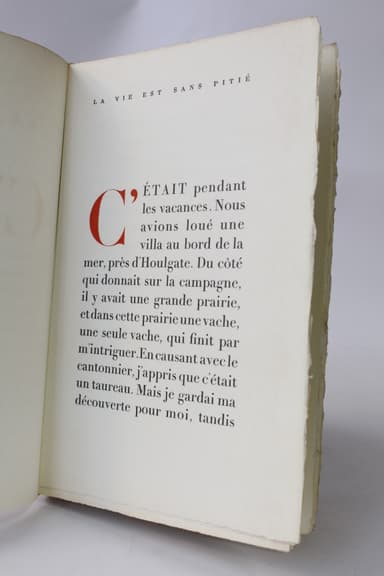 LA VIE EST SANS PITIÉ
C'ÉTAIT pendant
les vacances. Nous
avions loué une
villa au bord de la
mer, près d'Houlgate. Du côté
qui donnait sur la campagne,
il y avait une grande prairie,
et dans cette prairie une vache,
une seule vache, qui finit par
m'intriguer. En causant avec le
cantonnier, j'appris que c'était
un taureau. Mais je gardai ma
découverte pour moi, tandis